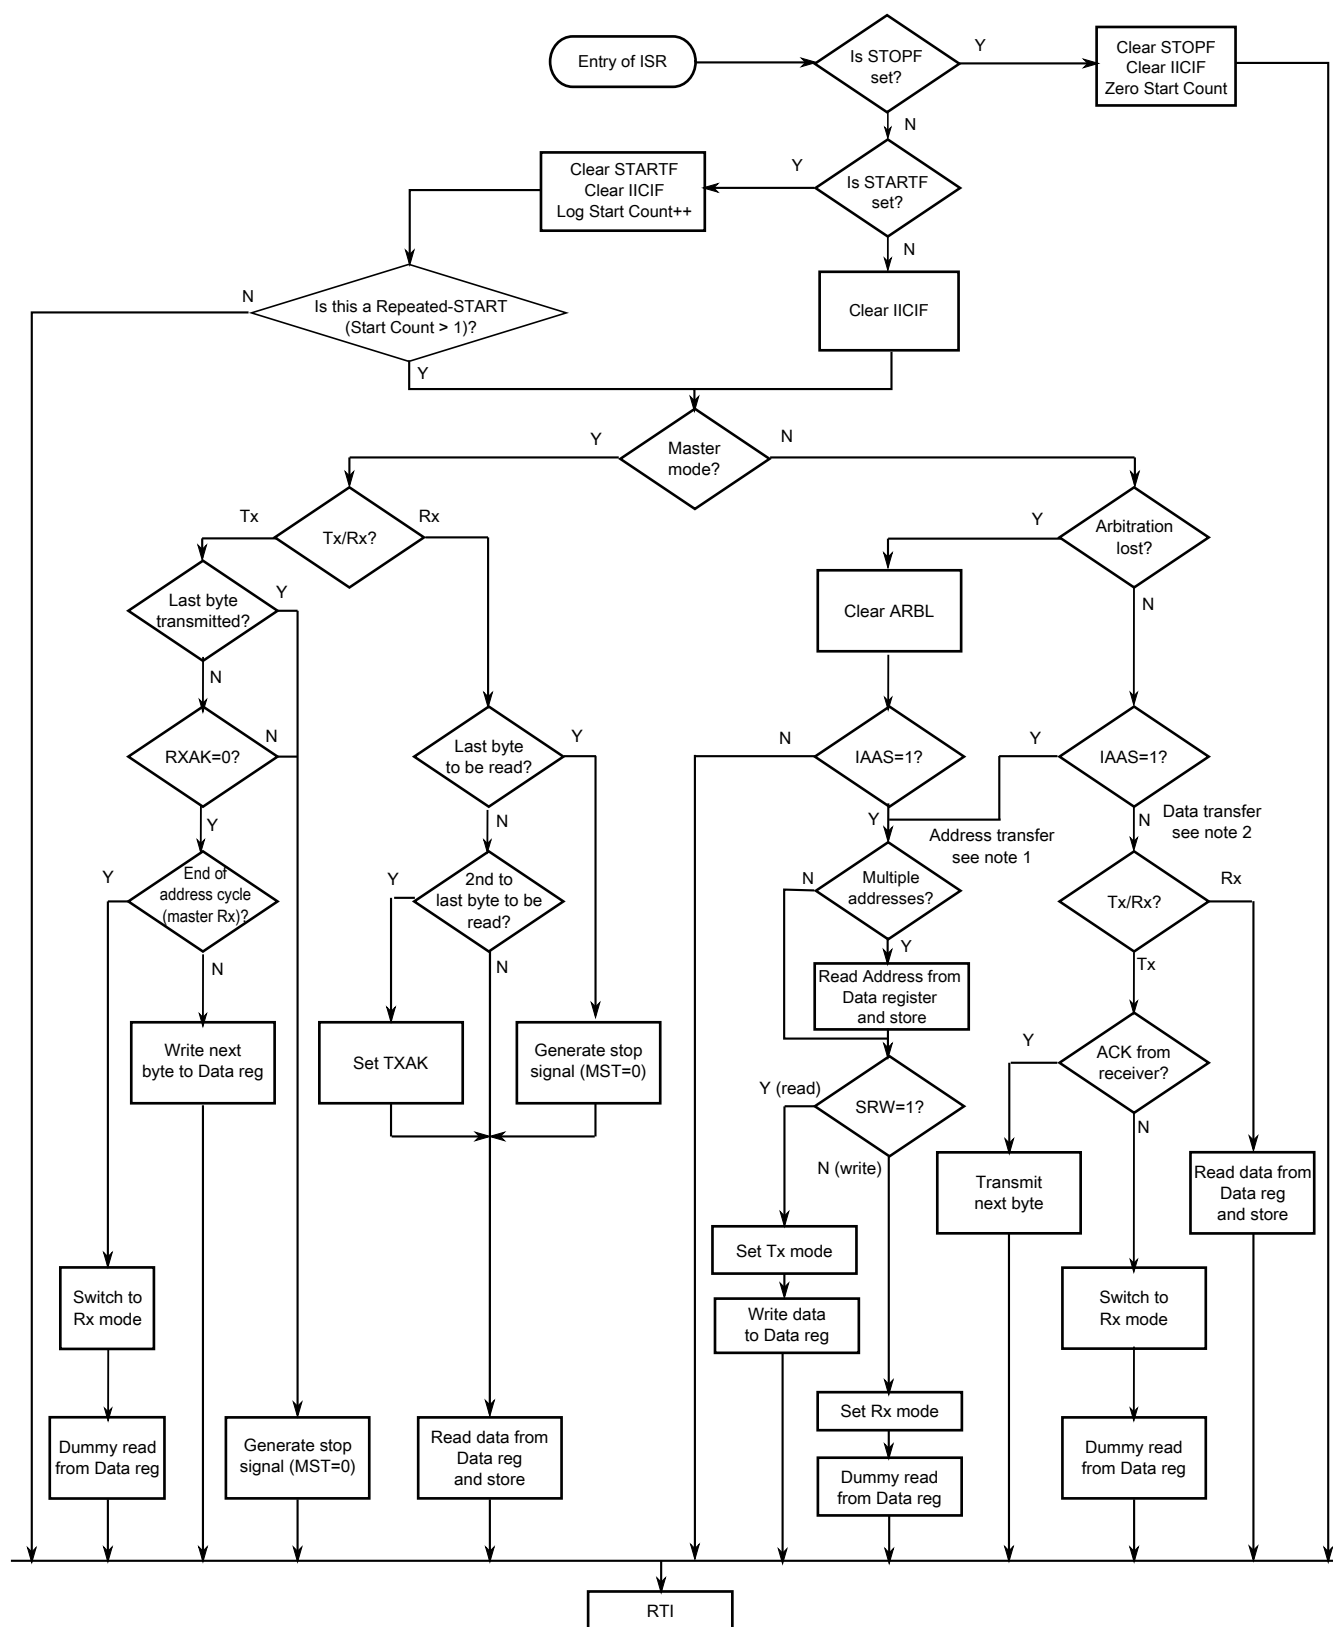 Entry of ISR
Is STOPF
set?
Y
Clear STOPF
Clear IICIF
Zero Start Count
N
Clear STARTF
Clear IICIF
Log Start Count++
Y
Is STARTF
set?
N
N
Is this a Repeated-START
(Start Count > 1)?
Y
Clear IICIF
Y
Master
mode?
N
Tx
Tx/Rx?
Rx
Y
Arbitration
lost?
N
Last byte
transmitted?
Y
N
Clear ARBL
RXAK=0?
N
Y
Last byte
to be read?
Y
N
N
IAAS=1?
Y
Y
IAAS=1?
N
Address transfer
see note 1
Data transfer
see note 2
Y
End of
address cycle
(master Rx)?
N
Y
2nd to
last byte to be
read?
N
N
Multiple
addresses?
Y
Tx/Rx?
Rx
Tx
Read Address from
Data register
and store
Write next
byte to Data reg
Set TXAK
Generate stop
signal (MST=0)
Y (read)
SRW=1?
N (write)
Y
ACK from
receiver?
N
Transmit
next byte
Read data from
Data reg
and store
Set Tx mode
Write data
to Data reg
Switch to
Rx mode
Switch to
Rx mode
Set Rx mode
Dummy read
from Data reg
Generate stop
signal (MST=0)
Read data from
Data reg
and store
Dummy read
from Data reg
Dummy read
from Data reg
RTI